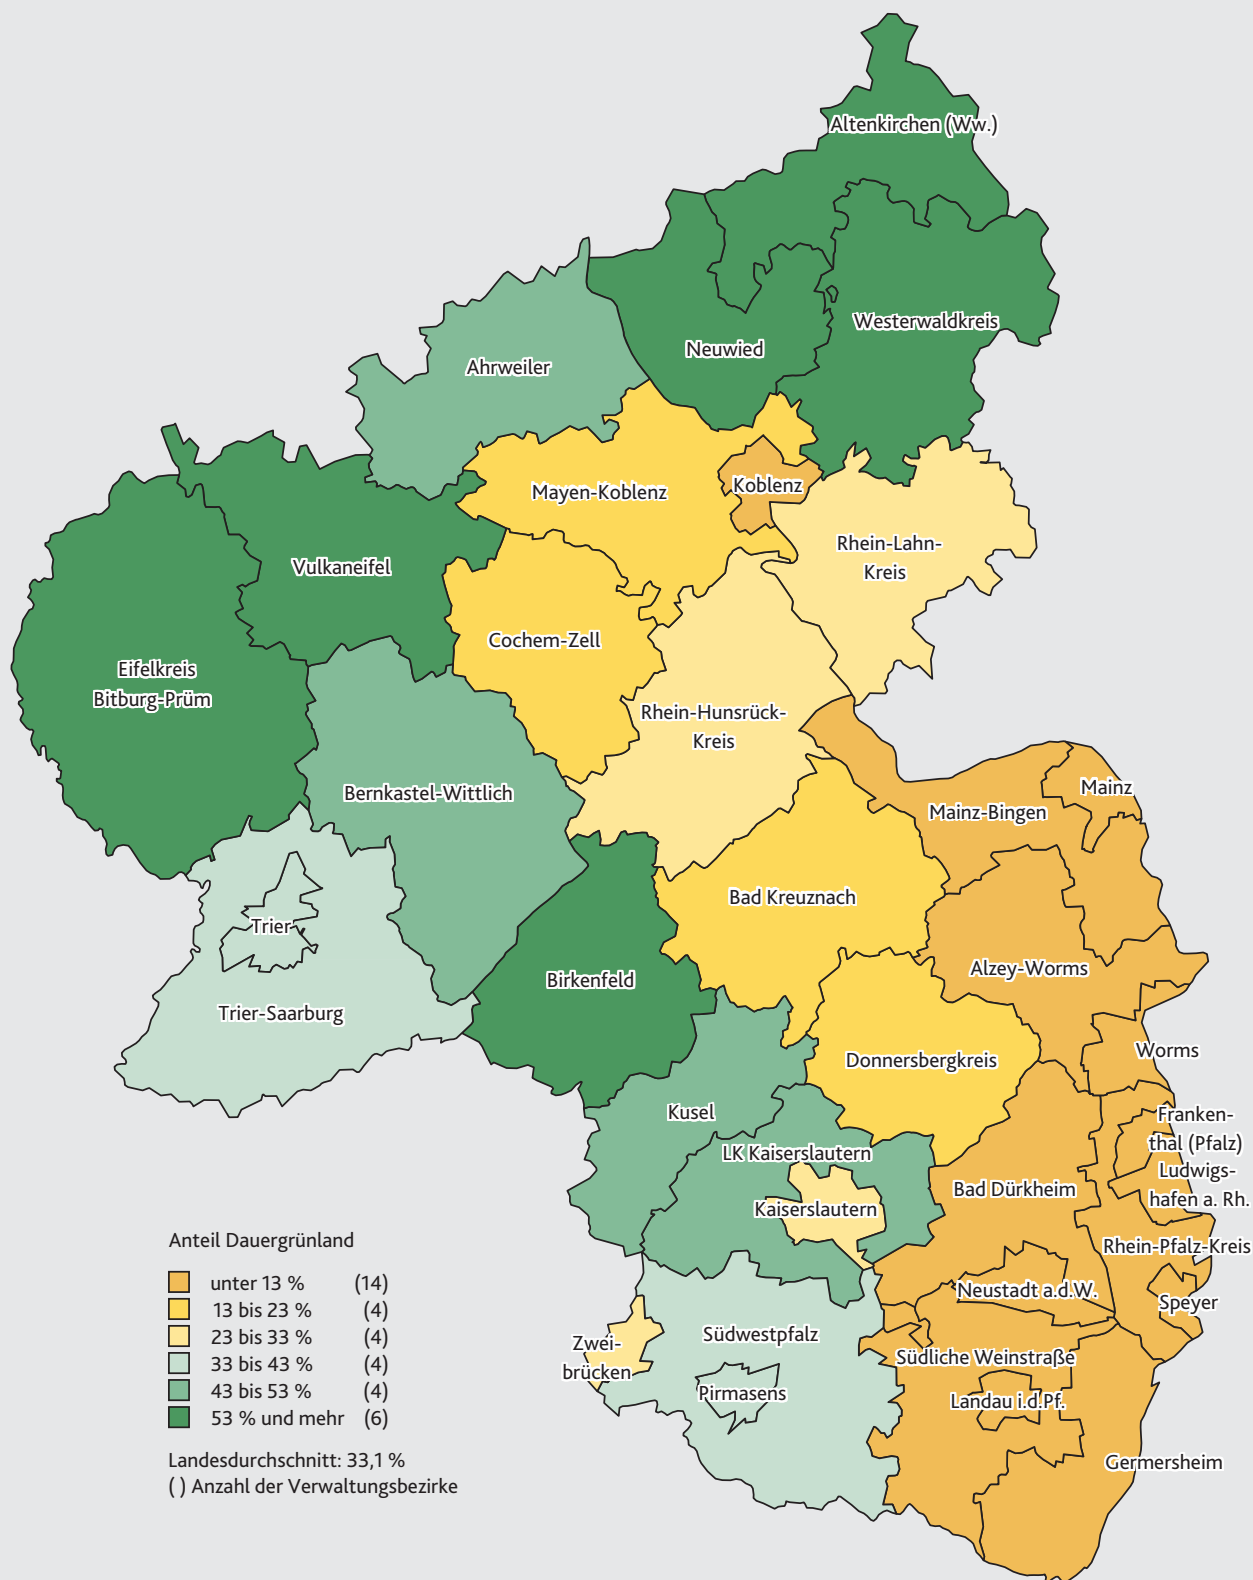 Altenkirchen (Ww.)
Westerwaldkreis
Neuwied
Ahrweiler
Mayen-Koblenz
Koblenz
Rhein-Lahn-
Kreis
Vulkaneifel
Cochem-Zell
Eifelkreis
Bitburg-Prüm
Rhein-Hunsrück-
Kreis
Bernkastel-Wittlich
Mainz
Mainz-Bingen
Bad Kreuznach
Trier
Alzey-Worms
Birkenfeld
Trier-Saarburg
Worms
Donnersbergkreis
Kusel
Franken-
thal (Pfalz)
LK Kaiserslautern
Ludwigs-
hafen a. Rh.
Bad Dürkheim
Kaiserslautern
Rhein-Pfalz-Kreis
Neustadt a.d.W.
Speyer
Südwestpfalz
Zwei-
brücken
Südliche Weinstraße
Pirmasens
Landau i.d.Pf.
Germersheim
Anteil Dauergrünland
unter 13 % (14)
13 bis 23 % (4)
23 bis 33 % (4)
33 bis 43 % (4)
43 bis 53 % (4)
53 % und mehr (6)
Landesdurchschnitt: 33,1 %
( ) Anzahl der Verwaltungsbezirke